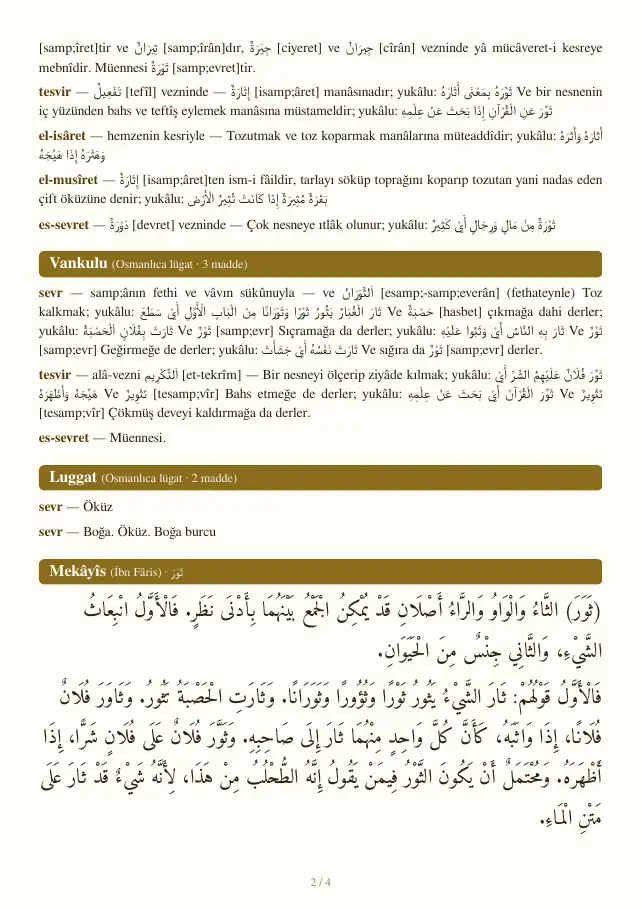 [samp;îret]tir ve ثِيرَانٌ [samp;îrân]dır, جِيَرَةٌ [ciyeret] ve جِيرَانٌ [cîrân] vezninde yâ mücâveret-i kesreye
mebnîdir. Müennesi ثَوْرَةٌ [samp;evret]tir.
tesvir — تَفْعِيلٌ [tefîl] vezninde — إِثَارَةٌ [isamp;âret] manâsınadır; yukâlu: ثَوَّرَهُ بِمَعْنَى أَثَارَهُ Ve bir nesnenin
iç yüzünden bahs ve teftîş eylemek manâsına müstameldir; yukâlu: ثَوَّرَ عَنِ الْقُرْآنِ إِذَا بَحَثَ عَنْ عِلْمِهِ
el-isâret — hemzenin kesriyle — Tozutmak ve toz koparmak manâlarına müteaddîdir; yukâlu: أَثَارَهُ وَأَثَرَهُ
وَهَثَرَهُ إِذَا هَيَّجَهُ
el-musîret — إِثَارَةٌ [isamp;âret]ten ism-i fâildir, tarlayı söküp toprağını koparıp tozutan yani nadas eden
çift öküzüne denir; yukâlu: بَقَرَةٌ مُثِيرَةٌ إِذَا كَانَتْ تُثِيرُ الْأَرْضَ
es-sevret — دَوْرَةٌ [devret] vezninde — Çok nesneye ıtlâk olunur; yukâlu: ثَوْرَةٌ مِنْ مَالٍ وَرِجَالٍ أَيْ كَثِيرٌ
Vankulu (Osmanlıca lügat · 3 madde)
sevr — samp;ânın fethi ve vâvın sükûnuyla — ve اَلثَّوَرَانُ [esamp;-samp;everân] (fethateynle) Toz
kalkmak; yukâlu: ثَارَ الْغُبَارُ يَثُورُ ثَوْرًا وَثَوَرَانًا مِنَ الْبَابِ الْأَوَّلِ أَيْ سَطَعَ Ve حَصْبَةٌ [hasbet] çıkmağa dahi derler;
yukâlu: ثَارَتْ بِفُلَانٍ اَلْحَصْبَةُ Ve ثَوْرٌ [samp;evr] Sıçramağa da derler; yukâlu: ثَارَ بِهِ النَّاسُ أَيْ وَثَبُوا عَلَيْهِ Ve ثَوْرٌ
[samp;evr] Geğirmeğe de derler; yukâlu: ثَارَتْ نَفْسُهُ أَيْ جَشَأَتْ Ve sığıra da ثَوْرٌ [samp;evr] derler.
tesvir — alâ-vezni اَلتَّكْرِيم [et-tekrîm] — Bir nesneyi ölçerip ziyâde kılmak; yukâlu: ثَوَّرَ فُلَانٌ عَلَيْهِمُ الشَّرَّ أَيْ
هَيَّجَهُ وَأَظْهَرَهُ Ve تَثْوِيرٌ [tesamp;vîr] Bahs etmeğe de derler; yukâlu: ثَوَّرَ الْقُرْآنَ أَيْ بَحَثَ عَنْ عِلْمِهِ Ve تَثْوِيرٌ
[tesamp;vîr] Çökmüş deveyi kaldırmağa da derler.
es-sevret — Müennesi.
Luggat (Osmanlıca lügat · 2 madde)
sevr — Öküz
sevr — Boğa. Öküz. Boğa burcu
Mekâyîs (İbn Fâris) · ثَوَرَ
(ثَوَرَ) الثَّاءُ وَالْوَاوُ وَالرَّاءُ أَصْلَانِ قَدْ يُمْكِنُ الْجَمْعُ بَيْنَهُمَا بِأَدْنَى نَظَرٍ. فَالْأَوَّلُ انْبِعَاثُ
الشَّيْءِ، وَالثَّانِي جِنْسٌ مِنَ الْحَيَوَانِ.
فَالْأَوَّلُ قَوْلُهُمْ: ثَارَ الشَّيْءُ يَثُورُ ثَوْرًا وَثُؤُورًا وَثَوَرَانًا. وَثَارَتِ الْحَصْبَةُ تَثُورُ. وَثَاوَرَ فُلَانٌ
فُلَانًا، إِذَا وَاثَبَهُ، كَأَنَّ كُلَّ وَاحِدٍ مِنْهُمَا ثَارَ إِلَى صَاحِبِهِ. وَثَوَّرَ فُلَانٌ عَلَى فُلَانٍ شَرًّا، إِذَا
أَظْهَرَهُ. وَمُحْتَمَلٌ أَنْ يَكُونَ الثَّوْرُ فِيمَنْ يَقُولُ إِنَّهُ الطُّحْلُبُ مِنْ هَذَا، لِأَنَّهُ شَيْءٌ قَدْ ثَارَ عَلَى
مَتْنِ الْمَاءِ.
2 / 4